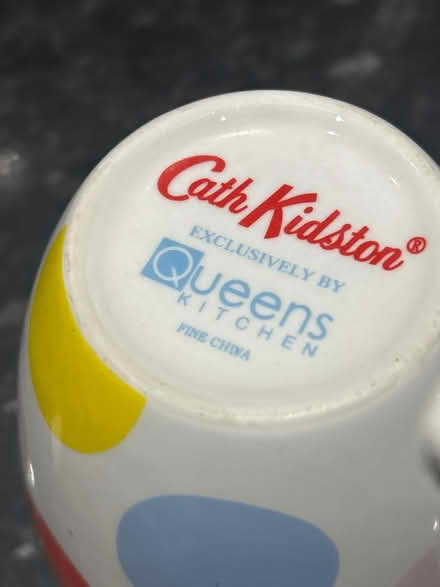 Cath Kidston®
EXCLUSIVELY BY
Queens
KITCHEN
FINE CHINA